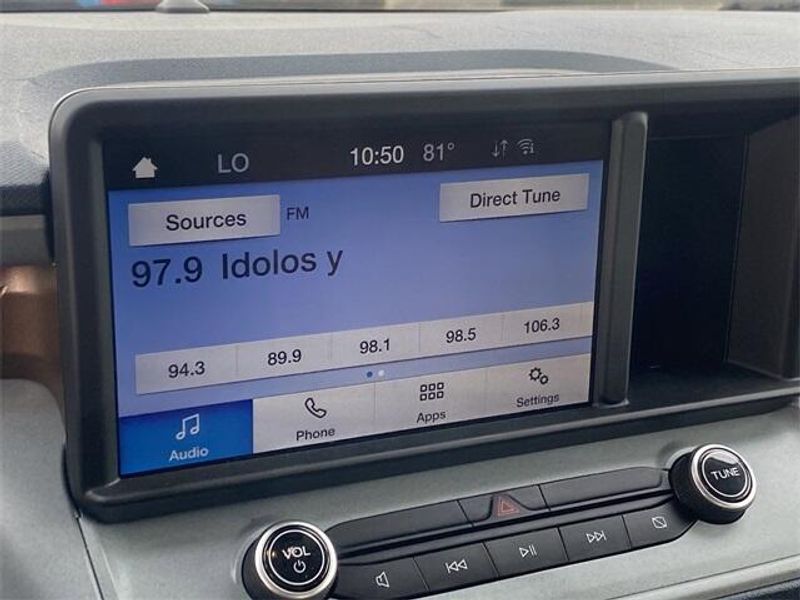 LO 10:50 81°
Sources FM Direct Tune
97.9 Idolos y
94.3 89.9 98.1 98.5 106.3
Audio Phone Apps Settings
VOL TUNE